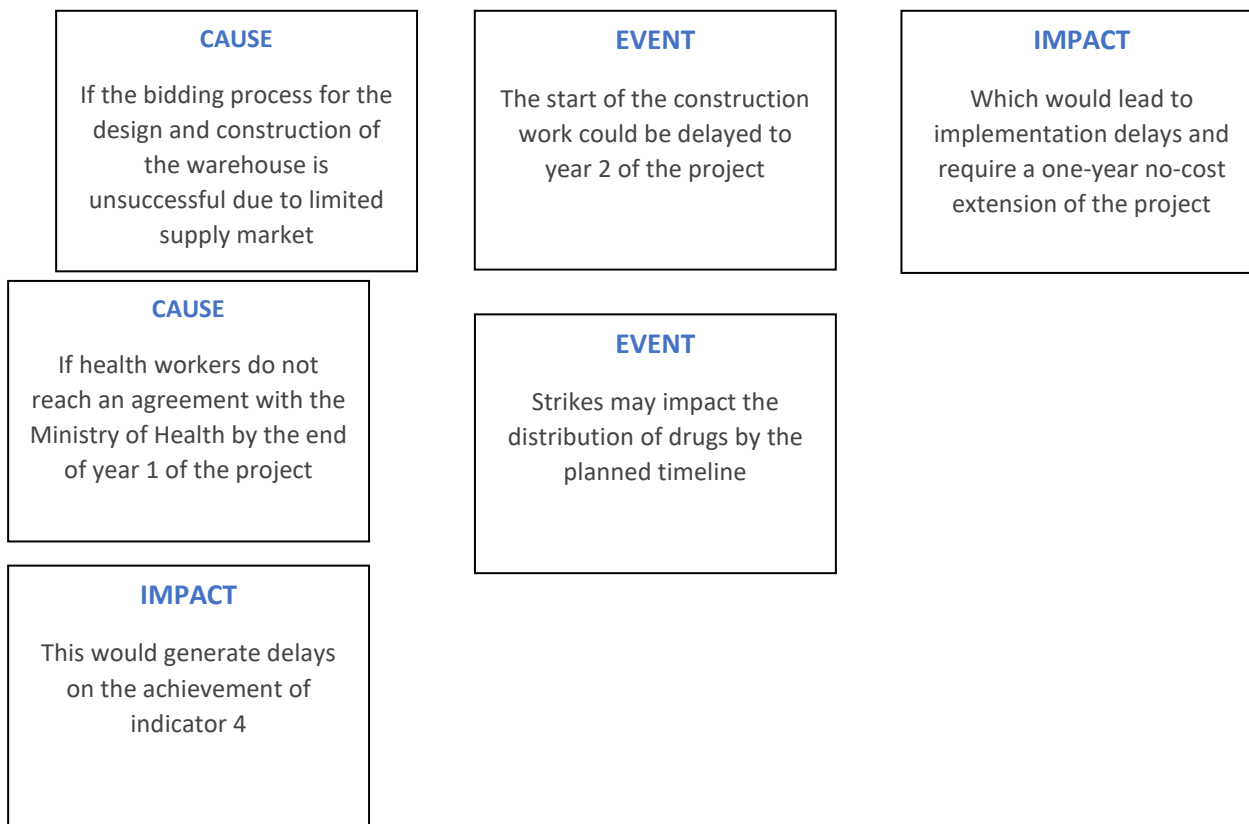 CAUSE
If the bidding process for the
design and construction of
the warehouse is
unsuccessful due to limited
supply market
EVENT
The start of the construction
work could be delayed to
year 2 of the project
IMPACT
Which would lead to
implementation delays and
require a one-year no-cost
extension of the project
CAUSE
If health workers do not
reach an agreement with the
Ministry of Health by the end
of year 1 of the project
EVENT
Strikes may impact the
distribution of drugs by the
planned timeline
IMPACT
This would generate delays
on the achievement of
indicator 4